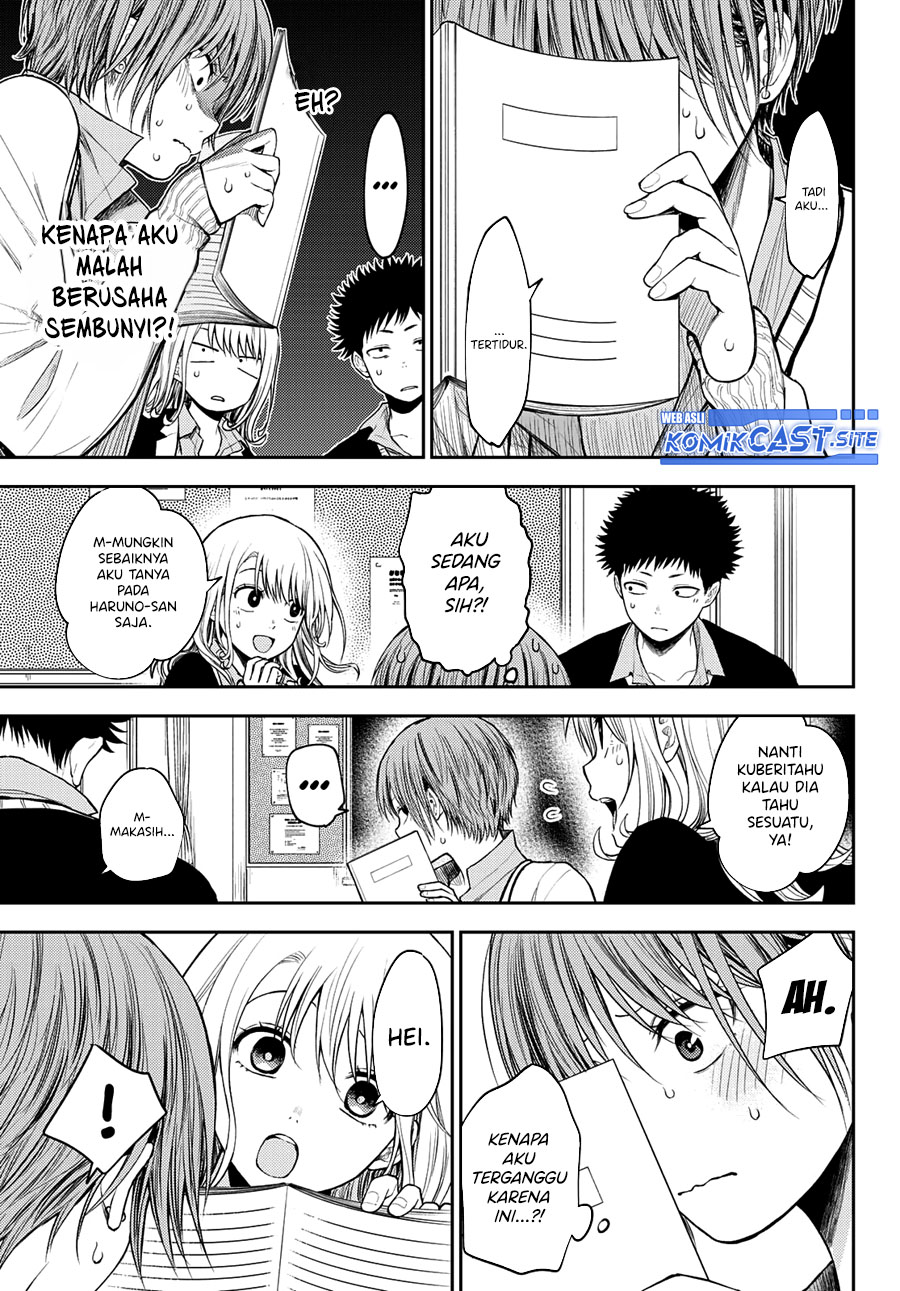 TADI
AKU...
...
TERTIDUR.
WEB ASLI
KOMIKCAST.SITE
EH?
...
KENAPA AKU
MALAH
BERUSAHA
SEMBUNYI?!
AKU
SEDANG
APA,
SIH?!
M-MUNGKIN
SEBAIKNYA
AKU TANYA
PADA
HARUNO-SAN
SAJA.
NANTI
KUBERITAHU
KALAU DIA
TAHU
SESUATU,
YA!
...
M-
MAKASIH...
AH.
KENAPA
AKU
TERGANGGU
KARENA
INI...?!
HEI.
!